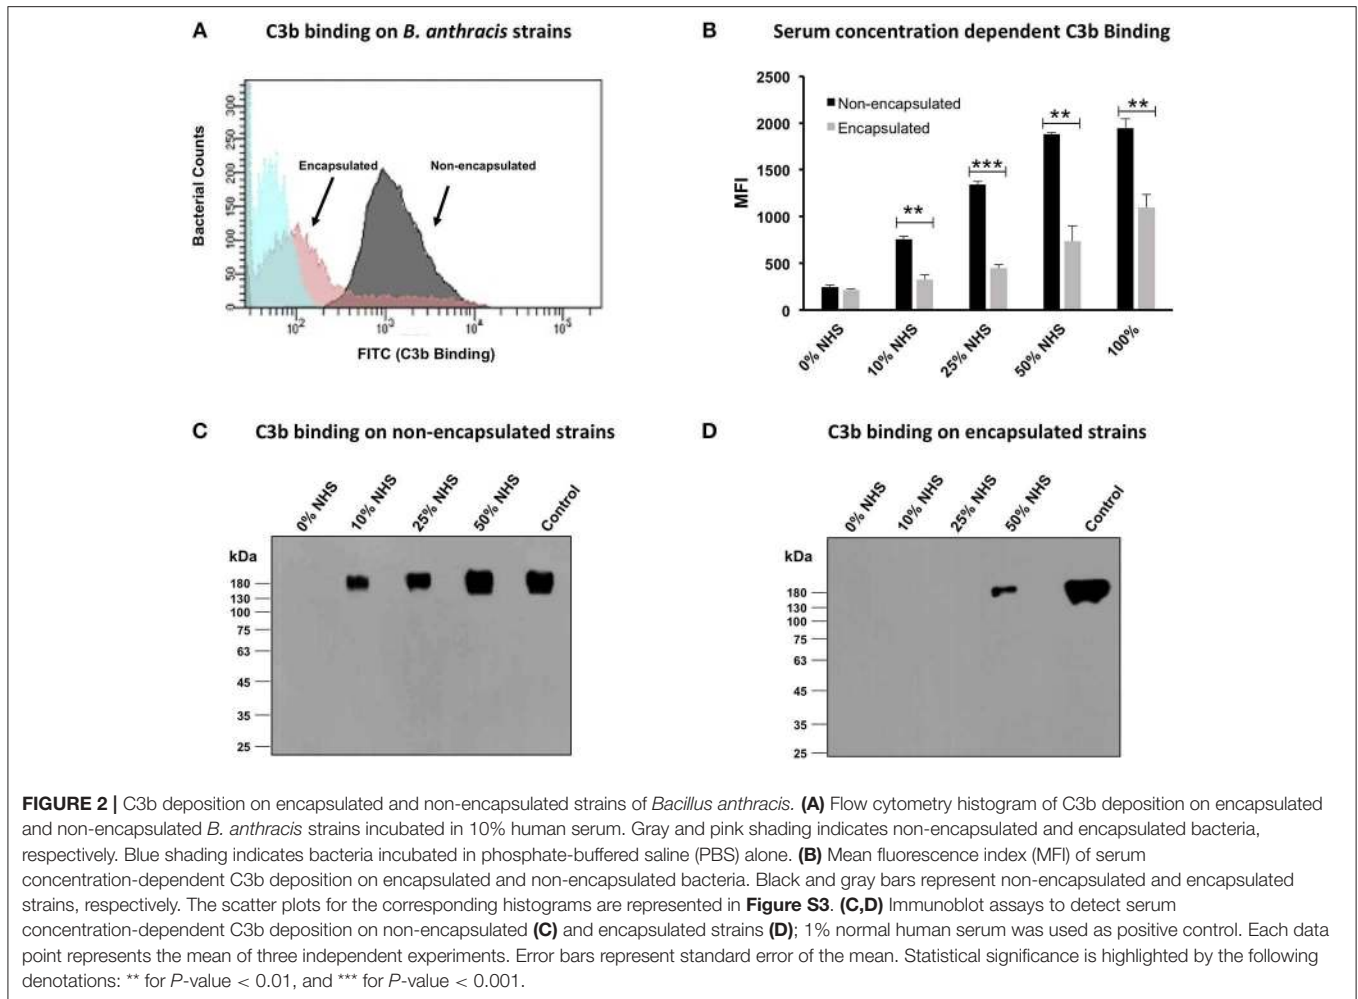 A C3b binding on B. anthracis strains
Bacterial Counts
300
250
200
150
100
50
0
Encapsulated
Non-encapsulated
10² 10³ 10⁴ 10⁵
FITC (C3b Binding)
B Serum concentration dependent C3b Binding
MFI
2500
2000
1500
1000
500
0
Non-encapsulated
Encapsulated
**
***
**
**
0% NHS 10% NHS 25% NHS 50% NHS 100%
C C3b binding on non-encapsulated strains
0% NHS 10% NHS 25% NHS 50% NHS Control
kDa
180
130
100
75
63
45
35
25
D C3b binding on encapsulated strains
0% NHS 10% NHS 25% NHS 50% NHS Control
kDa
180
130
100
75
63
45
35
25
FIGURE 2 | C3b deposition on encapsulated and non-encapsulated strains of Bacillus anthracis. (A) Flow cytometry histogram of C3b deposition on encapsulated
and non-encapsulated B. anthracis strains incubated in 10% human serum. Gray and pink shading indicates non-encapsulated and encapsulated bacteria,
respectively. Blue shading indicates bacteria incubated in phosphate-buffered saline (PBS) alone. (B) Mean fluorescence index (MFI) of serum
concentration-dependent C3b deposition on encapsulated and non-encapsulated bacteria. Black and gray bars represent non-encapsulated and encapsulated
strains, respectively. The scatter plots for the corresponding histograms are represented in Figure S3. (C,D) Immunoblot assays to detect serum
concentration-dependent C3b deposition on non-encapsulated (C) and encapsulated strains (D); 1% normal human serum was used as positive control. Each data
point represents the mean of three independent experiments. Error bars represent standard error of the mean. Statistical significance is highlighted by the following
denotations: ** for P-value < 0.01, and *** for P-value < 0.001.